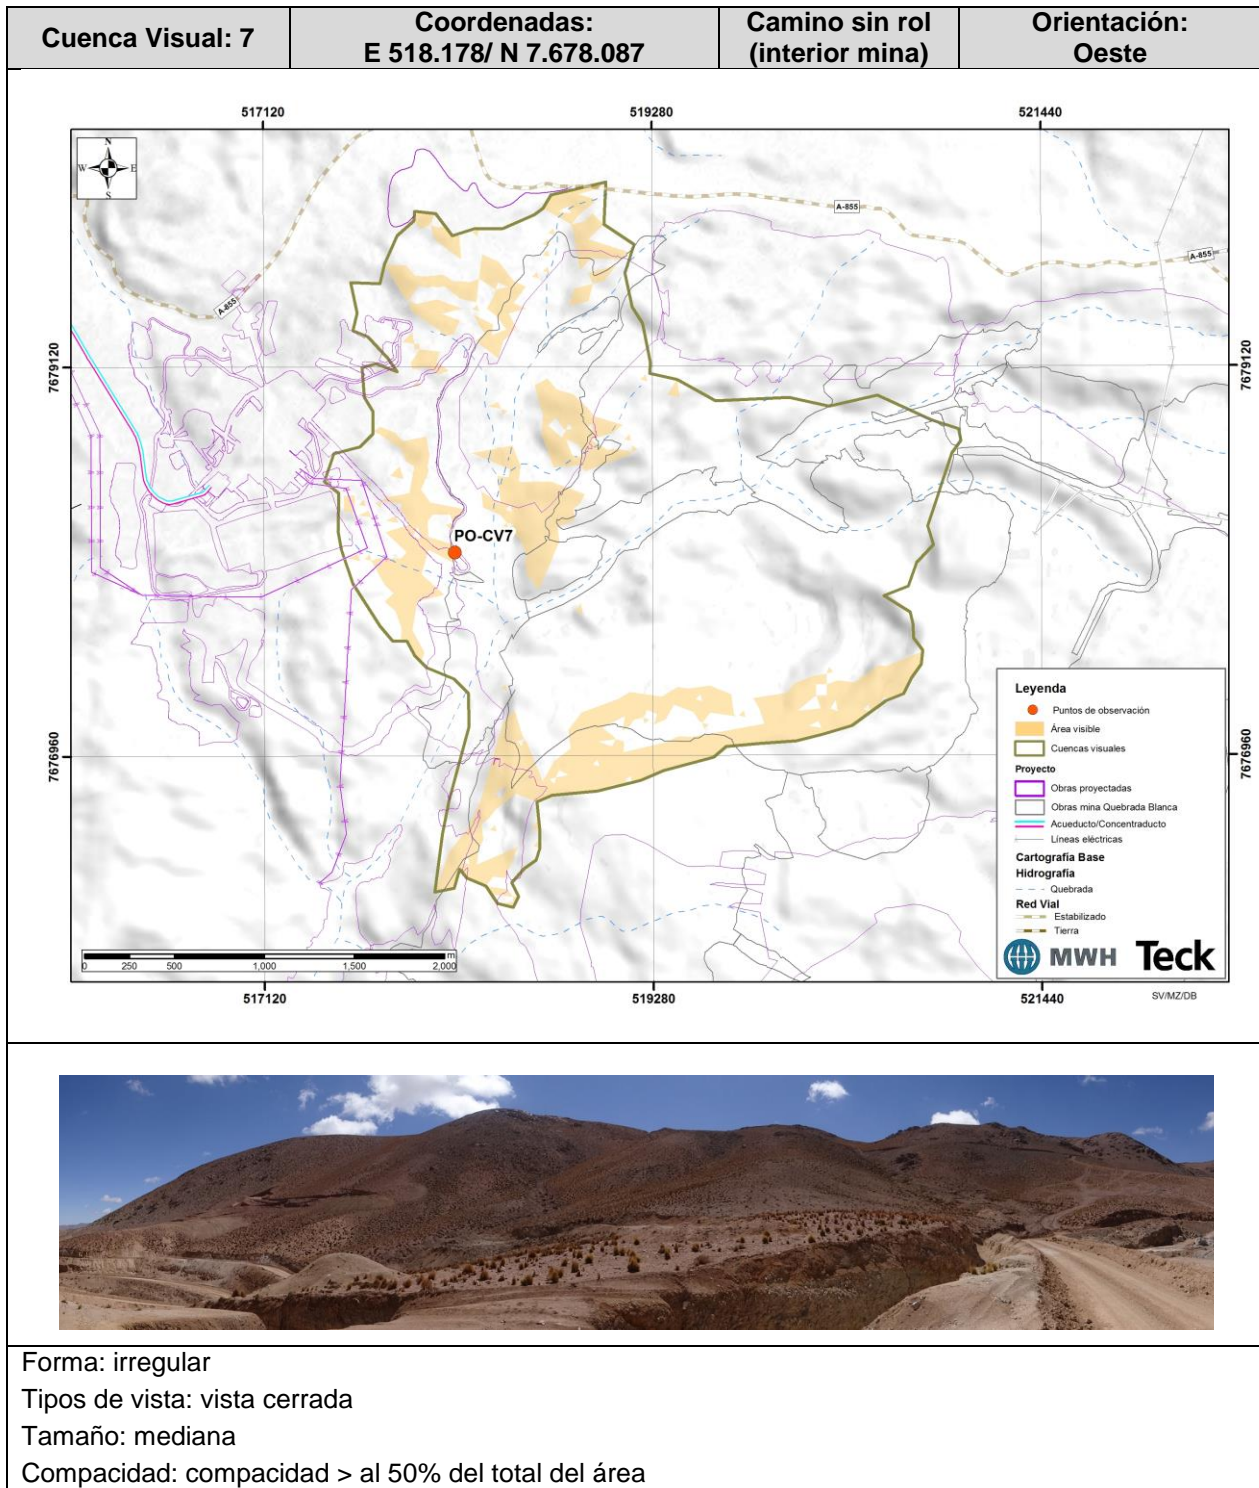 Cuenca Visual: 7
Coordenadas:
E 518.178/ N 7.678.087
Camino sin rol
(interior mina)
Orientación:
Oeste
517120
519280
521440
N
W
E
S
A-855
A-855
A-855
7679120
7679120
PO-CV7
7676960
7676960
Leyenda
Puntos de observación
Área visible
Cuencas visuales
Proyecto
Obras proyectadas
Obras mina Quebrada Blanca
Acueducto/Concentraducto
Líneas eléctricas
Cartografía Base
Hidrografía
Quebrada
Red Vial
Estabilizado
Tierra
MWH Teck
m
0 250 500 1,000 1,500 2,000
517120
519280
521440
SV/MZ/DB
Forma: irregular
Tipos de vista: vista cerrada
Tamaño: mediana
Compacidad: compacidad > al 50% del total del área